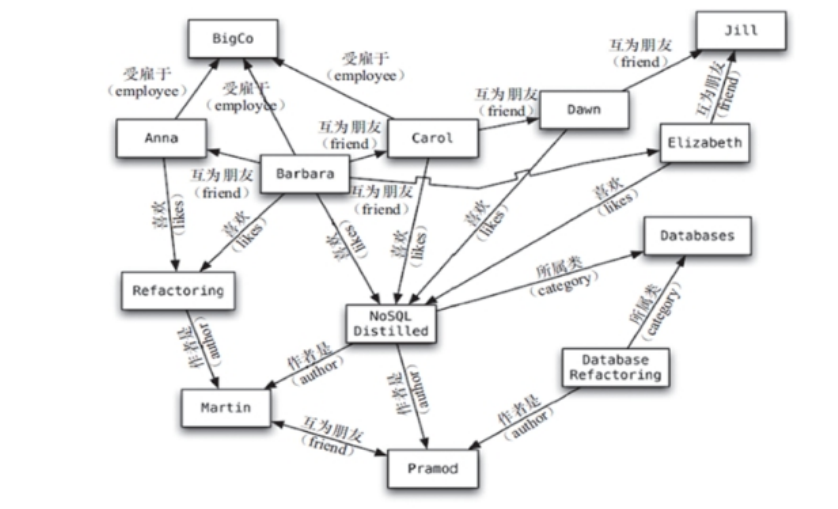 BigCo
Jill
受雇于
(employee)
受雇于
(employee)
受雇于
(employee)
互为朋友
(friend)
互为朋友
(friend)
互为朋友
(friend)
Anna
互为朋友
(friend)
Carol
Dawn
Elizabeth
Barbara
互为朋友
(friend)
互为朋友
(friend)
喜欢
(likes)
喜欢
(likes)
喜欢
(likes)
喜欢
(likes)
喜欢
(likes)
喜欢
(likes)
Databases
所属类
(category)
Refactoring
NoSQL
Distilled
所属类
(category)
作者是
(author)
作者是
(author)
作者是
(author)
Database
Refactoring
Martin
作者是
(author)
互为朋友
(friend)
Pramod